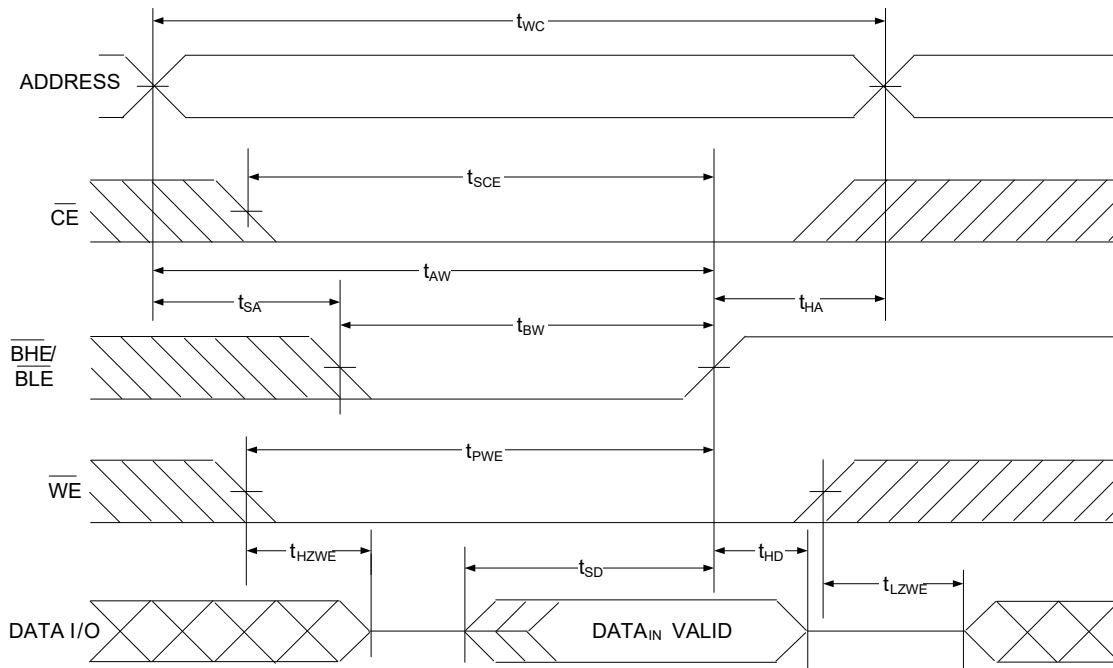 tWC
ADDRESS
tSCE
CE
tAW
tSA
tHA
tBW
BHE/
BLE
tPWE
WE
tHZWE
tHD
tSD
tLZWE
DATA I/O
DATAIN VALID